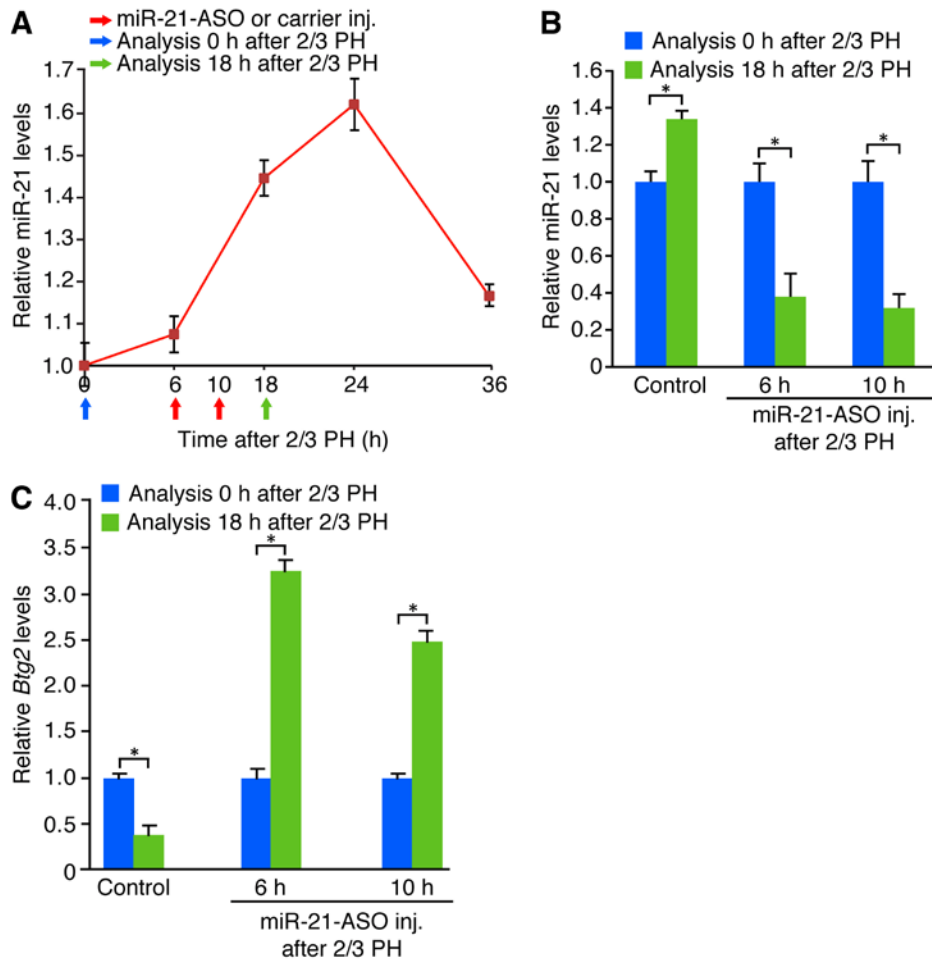 A
miR-21-ASO or carrier inj.
Analysis 0 h after 2/3 PH
Analysis 18 h after 2/3 PH
Relative miR-21 levels
1.7
1.6
1.5
1.4
1.3
1.2
1.1
1.0
0 6 10 18 24 36
Time after 2/3 PH (h)
B
Analysis 0 h after 2/3 PH
Analysis 18 h after 2/3 PH
Relative miR-21 levels
1.6
1.4
1.2
1.0
0.8
0.6
0.4
0.2
0
* * *
Control 6 h 10 h
miR-21-ASO inj.
after 2/3 PH
C
Analysis 0 h after 2/3 PH
Analysis 18 h after 2/3 PH
Relative Btg2 levels
4.0
3.5
3.0
2.5
2.0
1.5
1.0
0.5
0
* * *
Control 6 h 10 h
miR-21-ASO inj.
after 2/3 PH